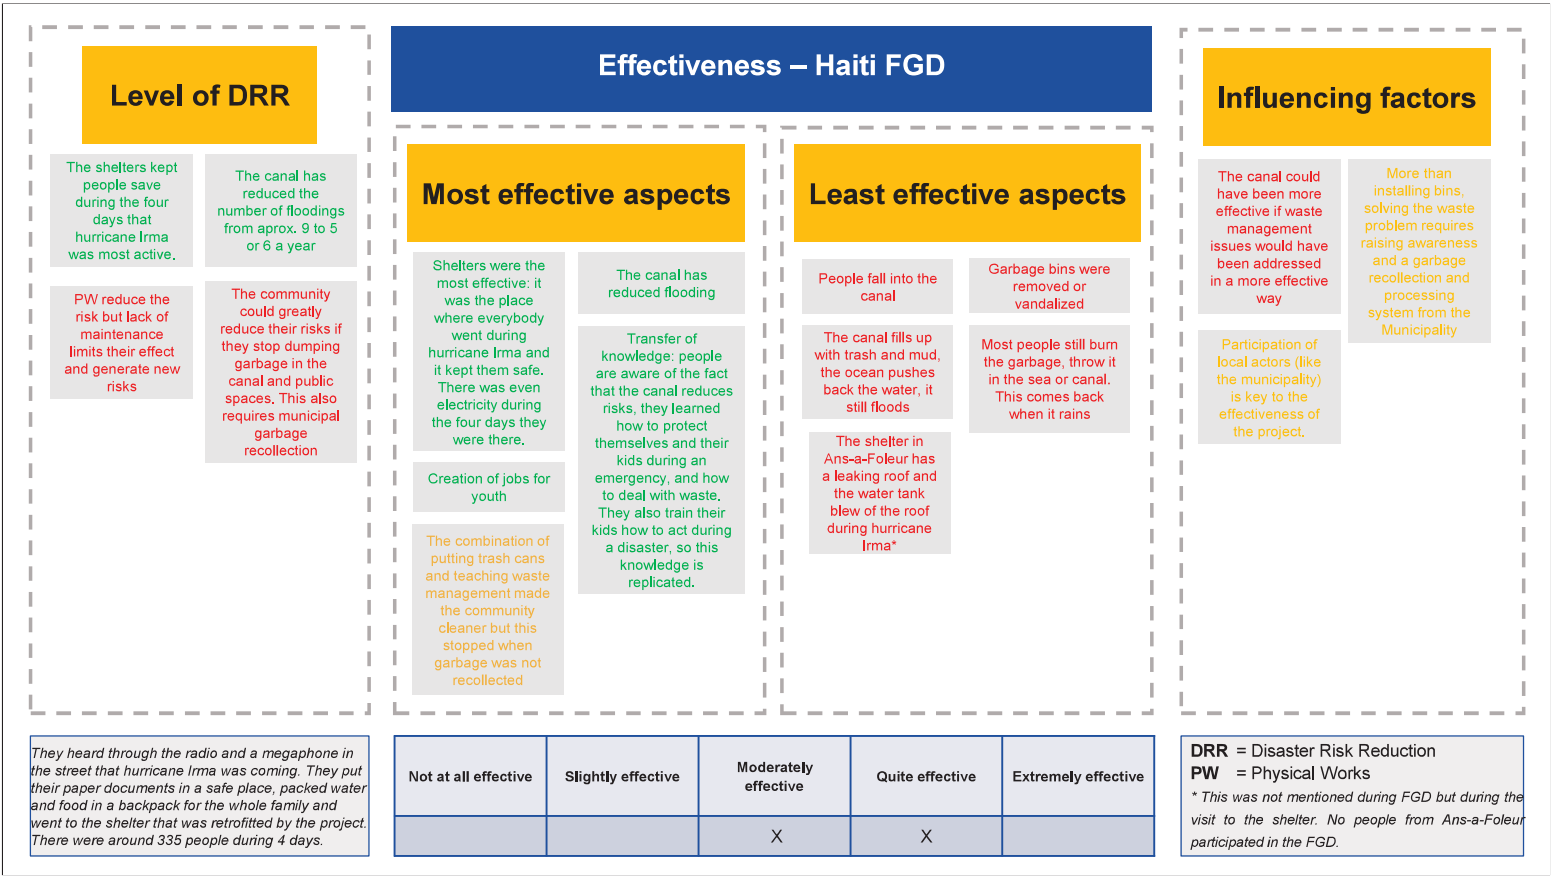 Effectiveness – Haiti FGD
Level of DRR
The shelters kept
people save
during the four
days that
hurricane Irma
was most active.
The canal has
reduced the
number of floodings
from aprox. 9 to 5
or 6 a year
PW reduce the
risk but lack of
maintenance
limits their effect
and generate new
risks
The community
could greatly
reduce their risks if
they stop dumping
garbage in the
canal and public
spaces. This also
requires municipal
garbage
recollection
Most effective aspects
Shelters were the
most effective: it
was the place
where everybody
went during
hurricane Irma and
it kept them safe.
There was even
electricity during
the four days they
were there.
The canal has
reduced flooding
Transfer of
knowledge: people
are aware of the fact
that the canal reduces
risks, they learned
how to protect
themselves and their
kids during an
emergency, and how
to deal with waste.
They also train their
kids how to act during
a disaster, so this
knowledge is
replicated.
Creation of jobs for
youth
The combination of
putting trash cans
and teaching waste
management made
the community
cleaner but this
stopped when
garbage was not
recollected
Least effective aspects
People fall into the
canal
Garbage bins were
removed or
vandalized
The canal fills up
with trash and mud,
the ocean pushes
back the water, it
still floods
Most people still burn
the garbage, throw it
in the sea or canal.
This comes back
when it rains
The shelter in
Ans-a-Foleur has
a leaking roof and
the water tank
blew of the roof
during hurricane
Irma*
Influencing factors
The canal could
have been more
effective if waste
management
issues would have
been addressed
in a more effective
way
More than
installing bins,
solving the waste
problem requires
raising awareness
and a garbage
recollection and
processing
system from the
Municipality
Participation of
local actors (like
the municipality)
is key to the
effectiveness of
the project.
They heard through the radio and a megaphone in
the street that hurricane Irma was coming. They put
their paper documents in a safe place, packed water
and food in a backpack for the whole family and
went to the shelter that was retrofitted by the project.
There were around 335 people during 4 days.
Not at all effective
Slightly effective
Moderately
effective
Quite effective
Extremely effective
X
X
DRR = Disaster Risk Reduction
PW = Physical Works
* This was not mentioned during FGD but during the
visit to the shelter. No people from Ans-a-Foleur
participated in the FGD.